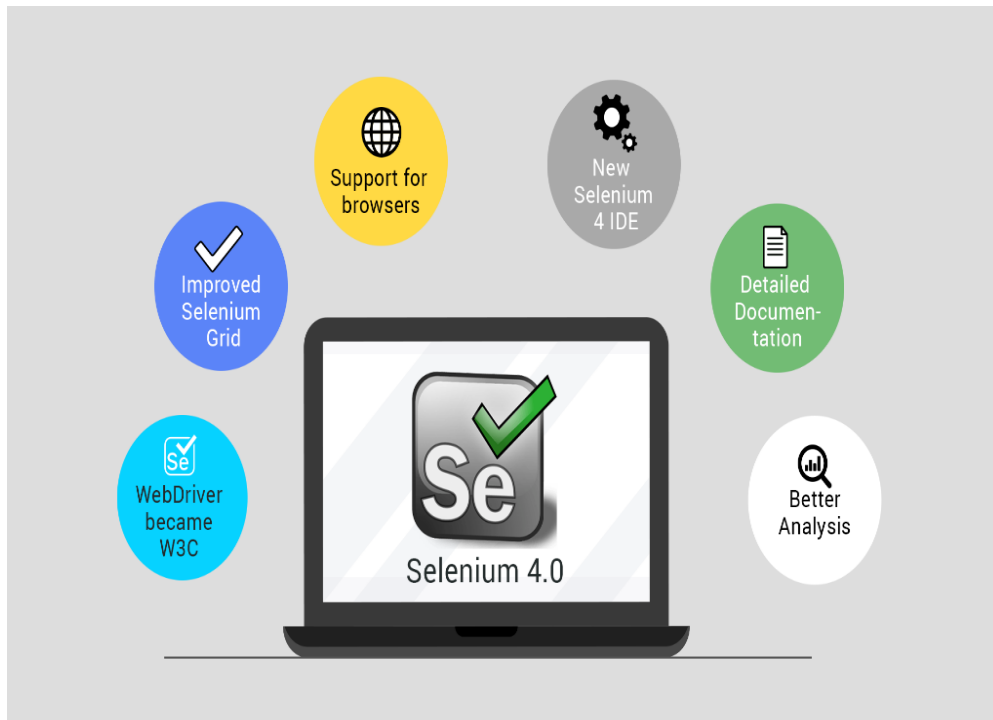 Support for
browsers
New
Selenium
4 IDE
Improved
Selenium
Grid
Detailed
Documen-
tation
Se
WebDriver
became
W3C
Better
Analysis
Se
Selenium 4.0